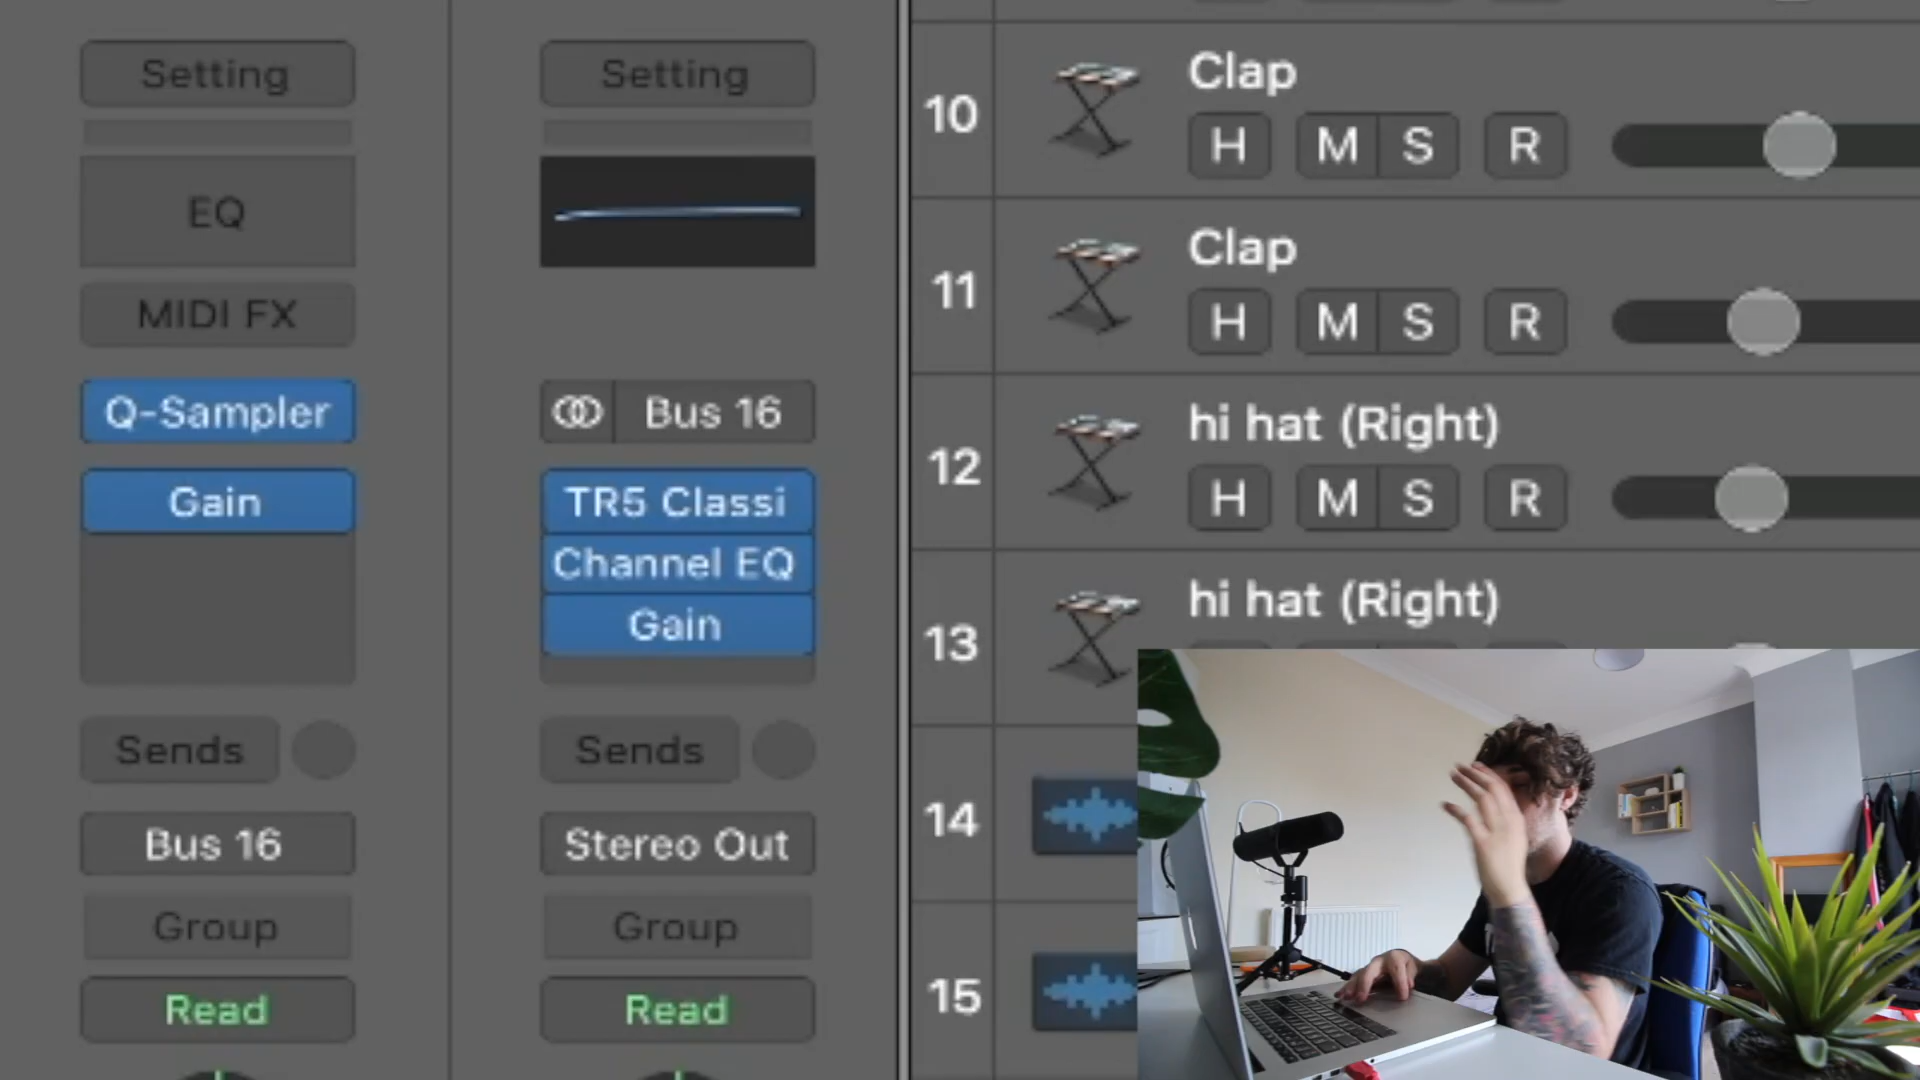 Setting
EQ
MIDI FX
Q-Sampler
Gain
Sends
Bus 16
Group
Read
Setting
Bus 16
TR5 Classi
Channel EQ
Gain
Sends
Stereo Out
Group
Read
10
Clap
H M S R
11
Clap
H M S R
12
hi hat (Right)
H M S R
13
hi hat (Right)
14
15